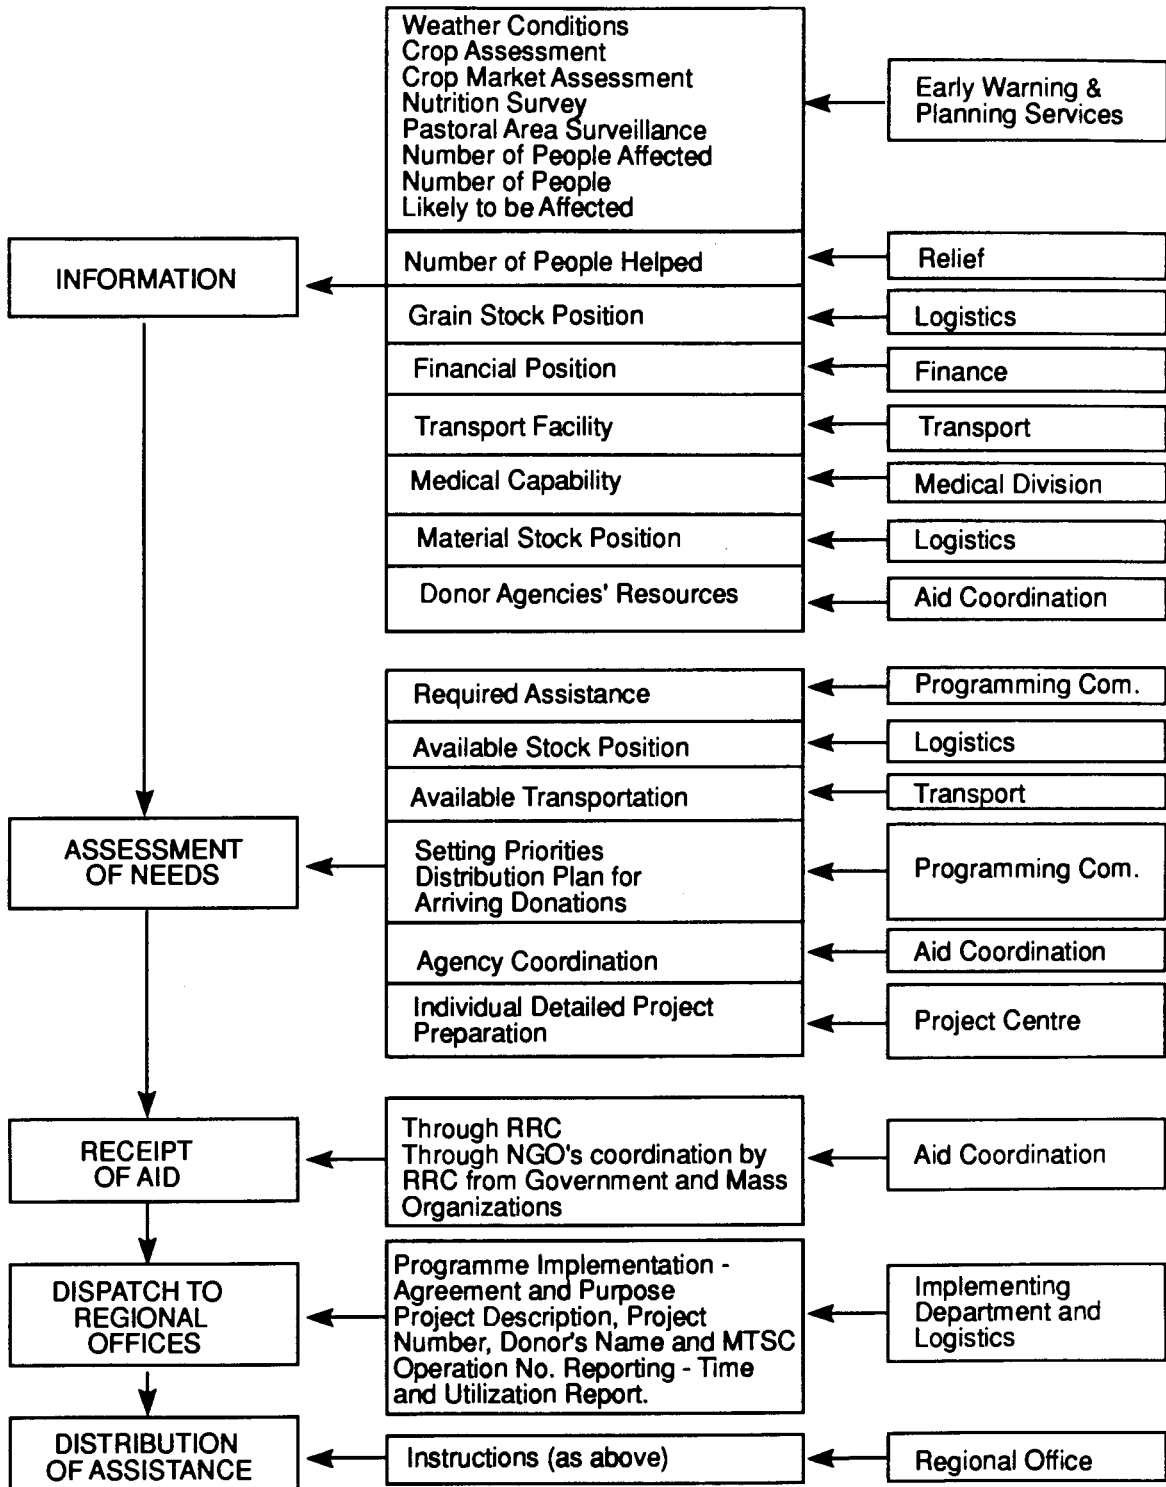 Weather Conditions
Crop Assessment
Crop Market Assessment
Nutrition Survey
Pastoral Area Surveillance
Number of People Affected
Number of People
Likely to be Affected
Early Warning &
Planning Services
INFORMATION
Number of People Helped
Relief
Grain Stock Position
Logistics
Financial Position
Finance
Transport Facility
Transport
Medical Capability
Medical Division
Material Stock Position
Logistics
Donor Agencies' Resources
Aid Coordination
Required Assistance
Programming Com.
Available Stock Position
Logistics
Available Transportation
Transport
ASSESSMENT
OF NEEDS
Setting Priorities
Distribution Plan for
Arriving Donations
Programming Com.
Agency Coordination
Aid Coordination
Individual Detailed Project
Preparation
Project Centre
RECEIPT
OF AID
Through RRC
Through NGO's coordination by
RRC from Government and Mass
Organizations
Aid Coordination
DISPATCH TO
REGIONAL
OFFICES
Programme Implementation -
Agreement and Purpose
Project Description, Project
Number, Donor's Name and MTSC
Operation No. Reporting - Time
and Utilization Report.
Implementing
Department and
Logistics
DISTRIBUTION
OF ASSISTANCE
Instructions (as above)
Regional Office